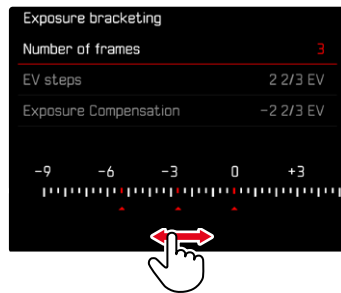 Exposure bracketing
Number of frames 3
EV steps 2 2/3 EV
Exposure Compensation -2 2/3 EV
-9 -6 -3 0 +3